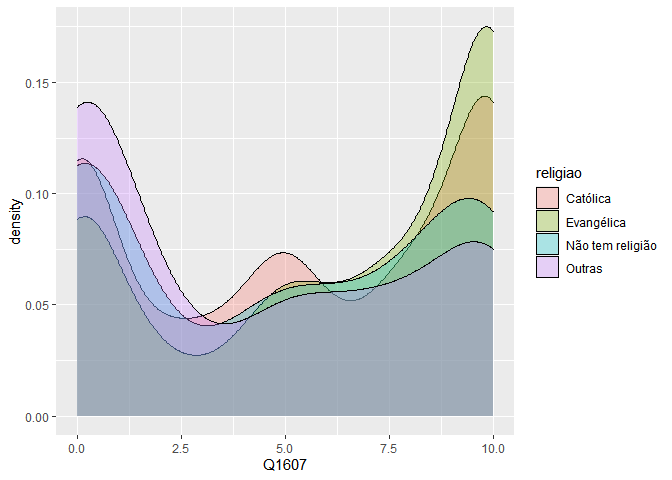 0.15
0.10
0.05
0.00
density
0.0 2.5 5.0 7.5 10.0
Q1607
religiao
Católica
Evangélica
Não tem religião
Outras